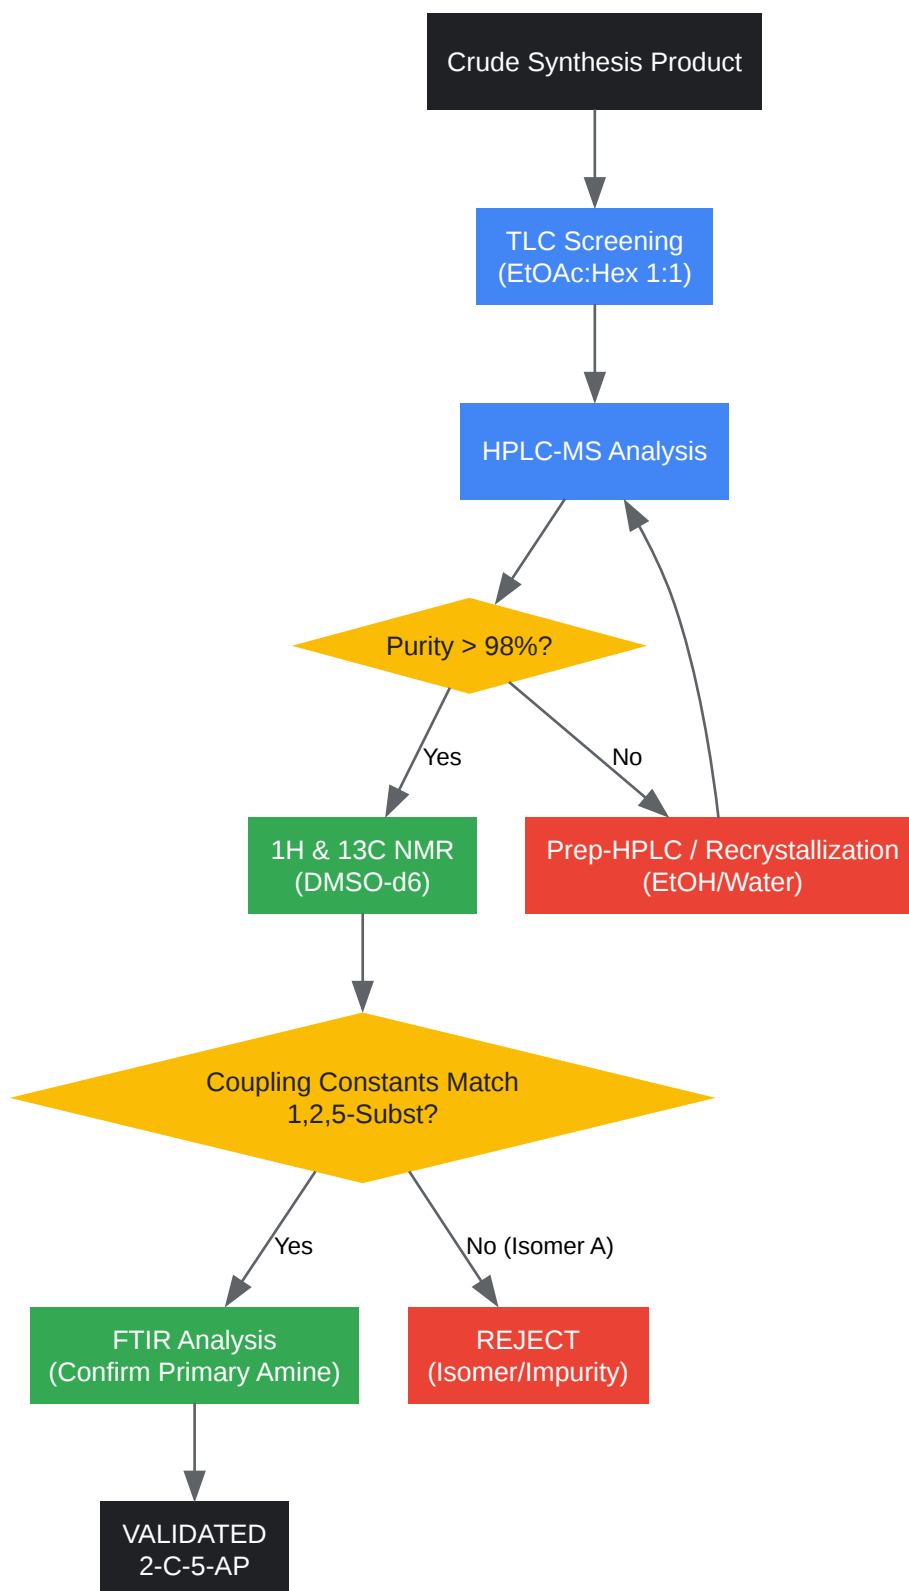 Crude Synthesis Product
TLC Screening
(EtOAc:Hex 1:1)
HPLC-MS Analysis
Purity > 98%?
Yes
No
1H & 13C NMR
(DMSO-d6)
Prep-HPLC / Recrystallization
(EtOH/Water)
Coupling Constants Match
1,2,5-Subst?
Yes
No (Isomer A)
FTIR Analysis
(Confirm Primary Amine)
REJECT
(Isomer/Impurity)
VALIDATED
2-C-5-AP